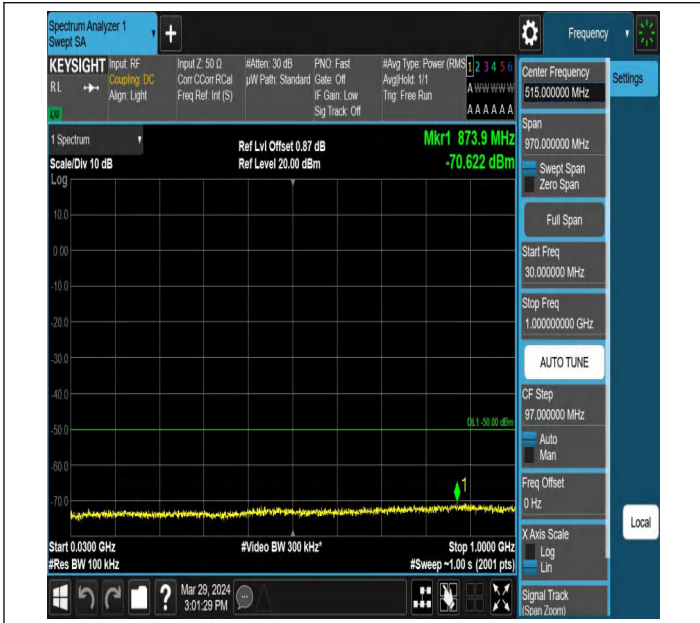 Spectrum Analyzer 1
Swept SA
Frequency
KEYSIGHT
RL
LXI
Input: RF
Coupling: DC
Align: Light
Input Z: 50 Ω
Corr CCorr RCal
Freq Ref: Int (S)
#Atten: 30 dB
µW Path: Standard
PNO: Fast
Gate: Off
IF Gain: Low
Sig Track: Off
#Avg Type: Power (RMS
Avg|Hold: 1/1
Trig: Free Run
1 2 3 4 5 6
A W W W W W
A A A A A A
1 Spectrum
Scale/Div 10 dB
Log
Ref Lvl Offset 0.87 dB
Ref Level 20.00 dBm
Mkr1 873.9 MHz
-70.622 dBm
10.0
0.00
-10.0
-20.0
-30.0
-40.0
-50.0
-60.0
-70.0
DL1 -50.00 dBm
1
Start 0.0300 GHz
#Res BW 100 kHz
#Video BW 300 kHz*
Stop 1.0000 GHz
#Sweep ~1.00 s (2001 pts)
Mar 29, 2024
3:01:29 PM
Center Frequency
515.000000 MHz
Settings
Span
970.000000 MHz
Swept Span
Zero Span
Full Span
Start Freq
30.000000 MHz
Stop Freq
1.000000000 GHz
AUTO TUNE
CF Step
97.000000 MHz
Auto
Man
Freq Offset
0 Hz
X Axis Scale
Log
Lin
Local
Signal Track
(Span Zoom)